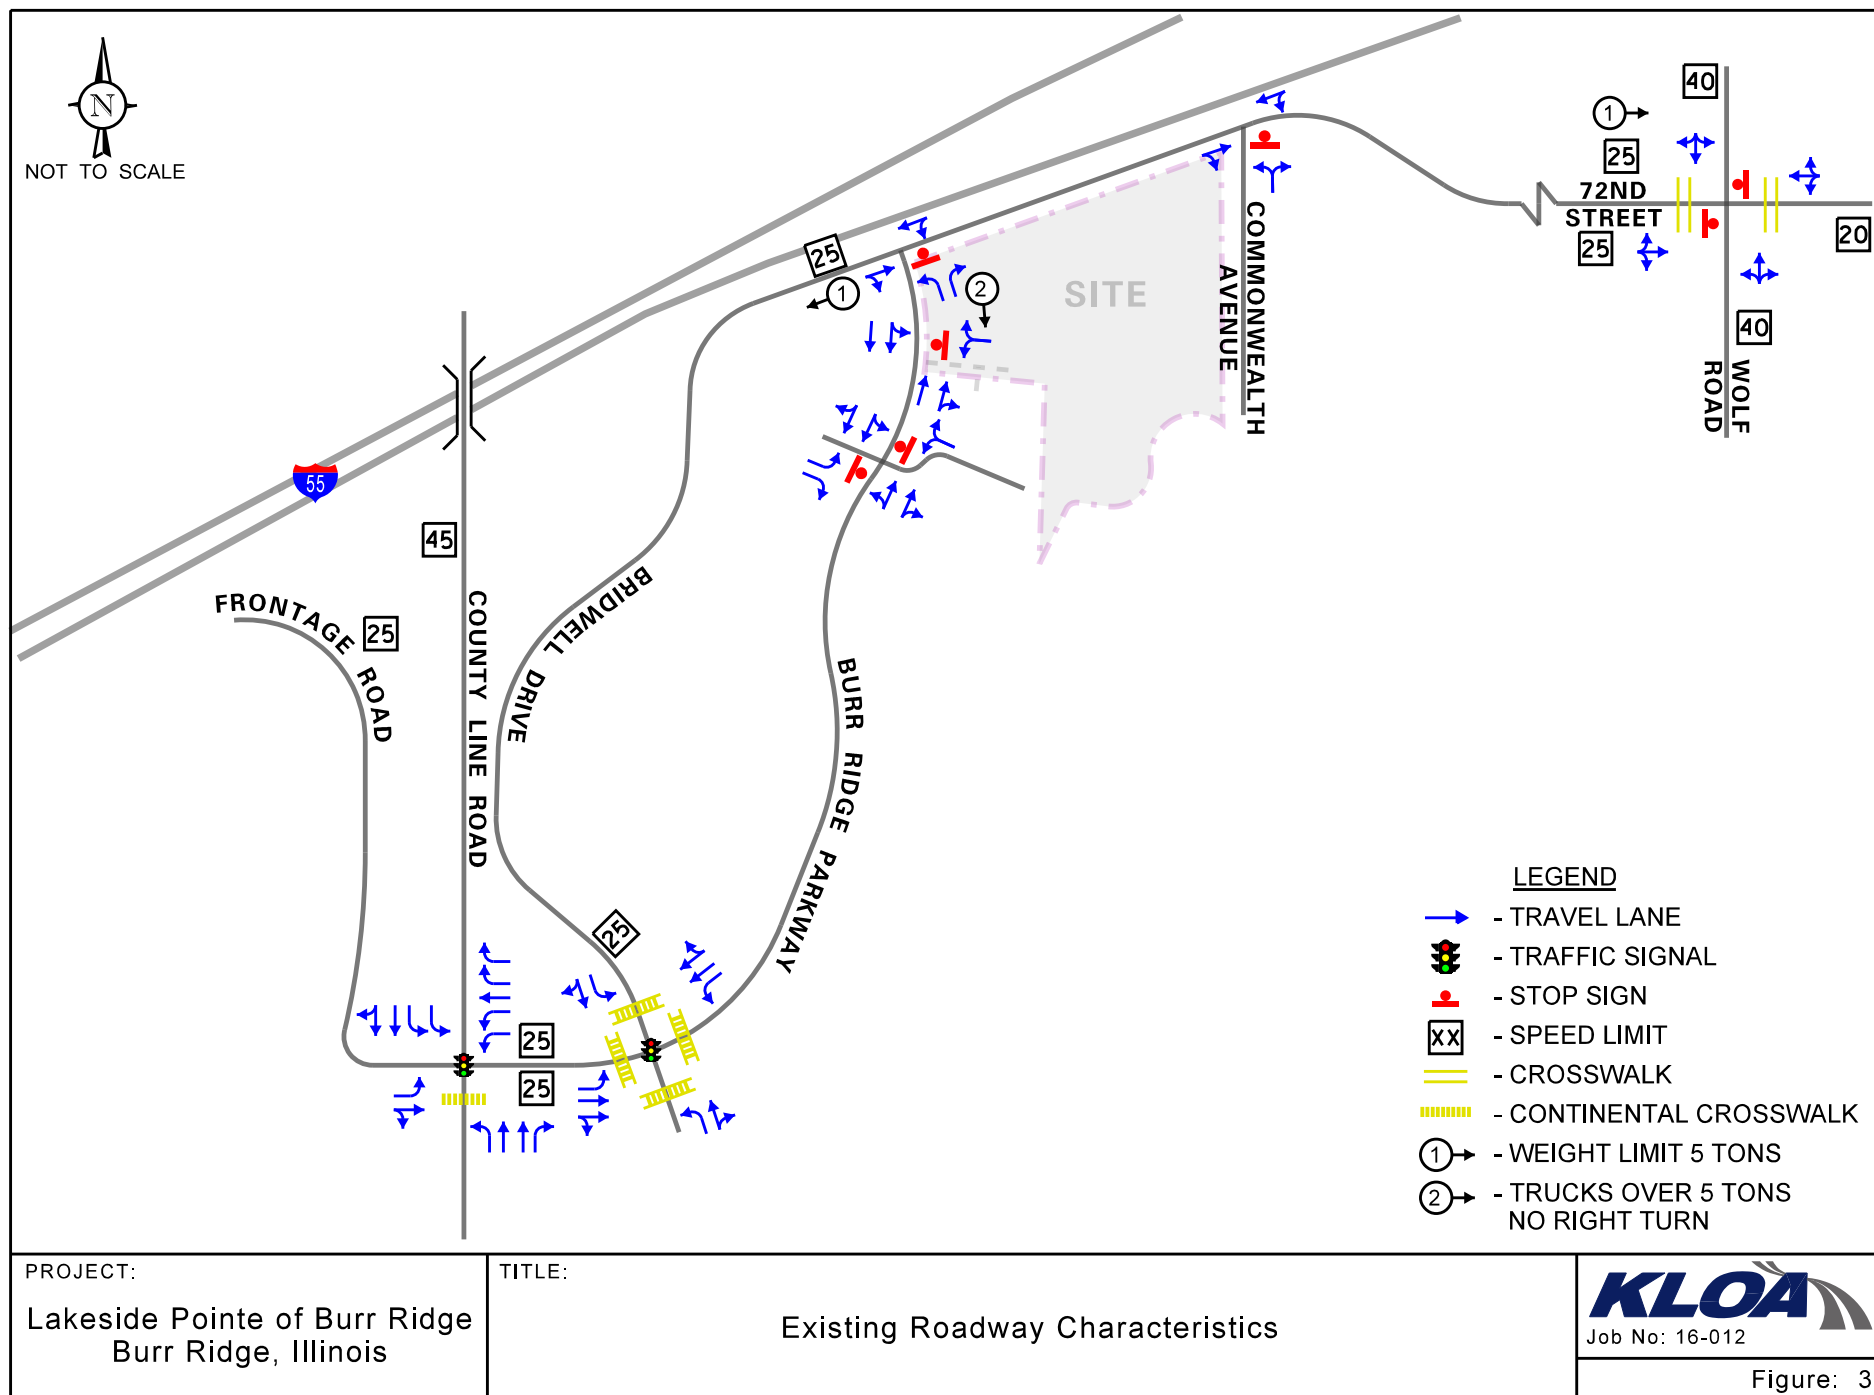 N
NOT TO SCALE
40
1
25
72ND
STREET
25
20
40
WOLF
ROAD
COMMONWEALTH
AVENUE
SITE
25
1
2
55
45
FRONTAGE ROAD
25
COUNTY LINE ROAD
BRIDWELL DRIVE
BURR RIDGE PARKWAY
25
25
25
LEGEND
- TRAVEL LANE
- TRAFFIC SIGNAL
- STOP SIGN
XX - SPEED LIMIT
- CROSSWALK
- CONTINENTAL CROSSWALK
1 - WEIGHT LIMIT 5 TONS
2 - TRUCKS OVER 5 TONS
NO RIGHT TURN
PROJECT:
Lakeside Pointe of Burr Ridge
Burr Ridge, Illinois
TITLE:
Existing Roadway Characteristics
KLOA
Job No: 16-012
Figure: 3